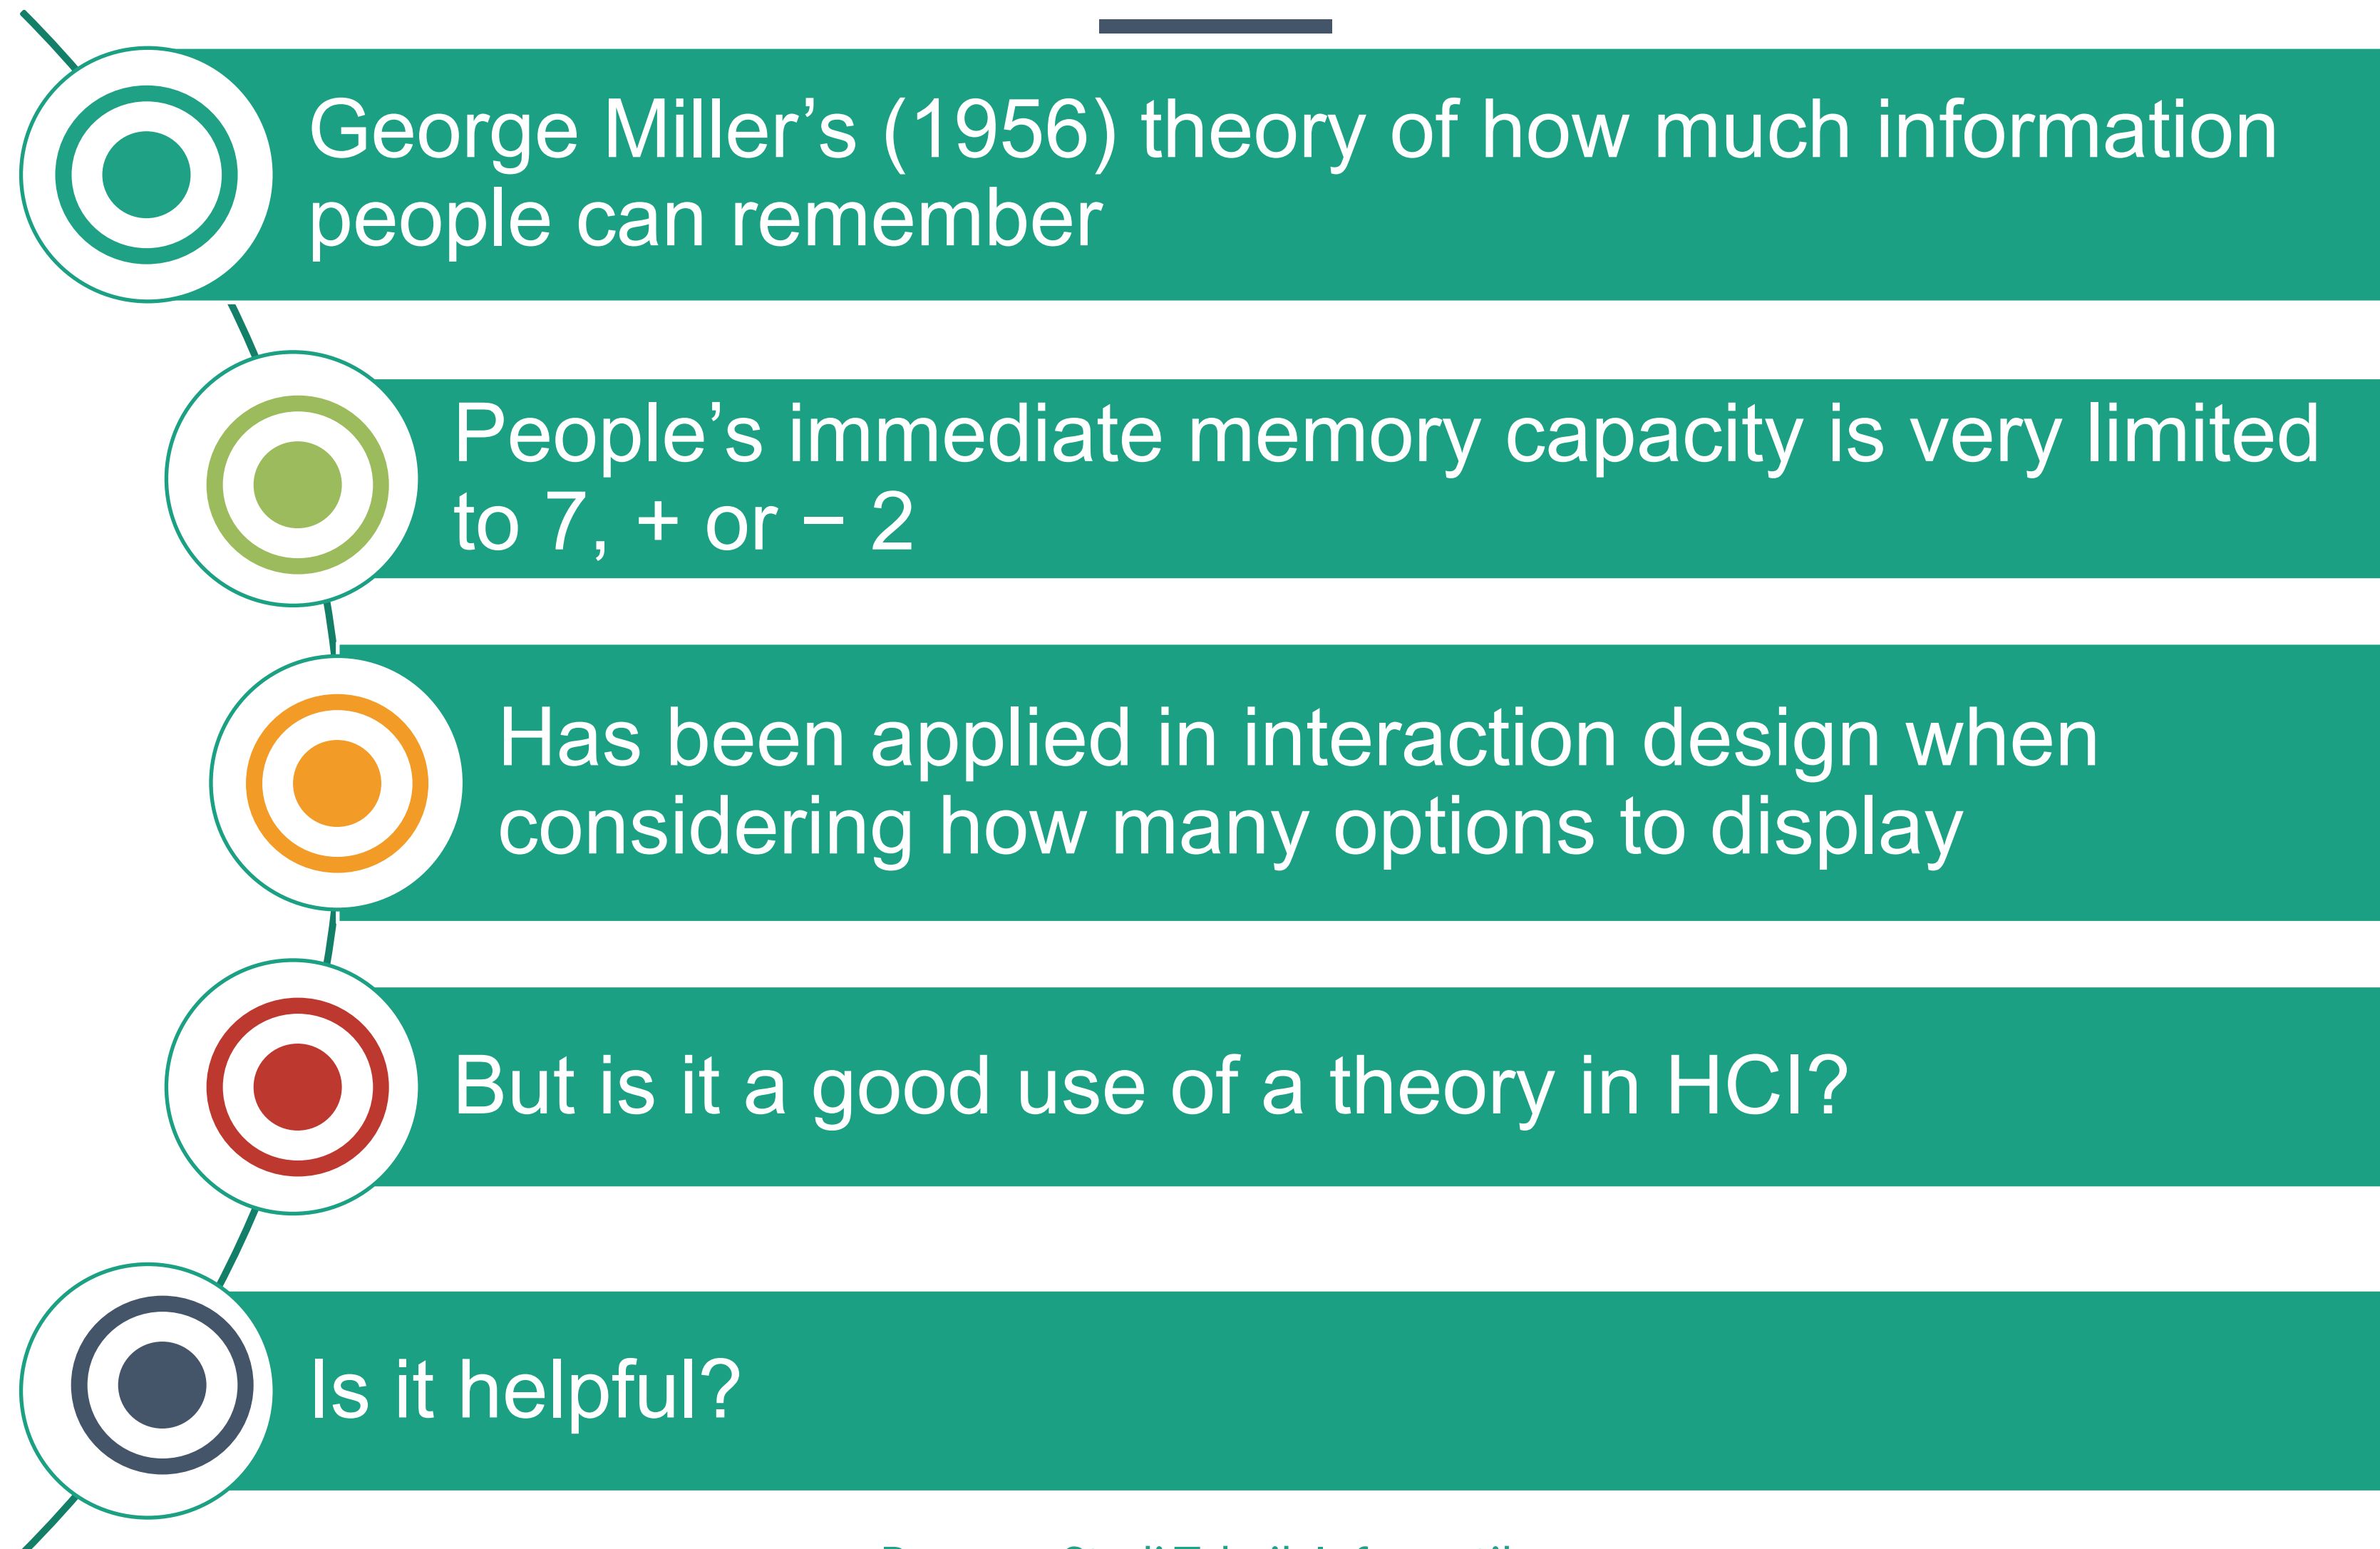 George Miller’s (1956) theory of how much information
people can remember
People’s immediate memory capacity is very limited
to 7, + or − 2
Has been applied in interaction design when
considering how many options to display
But is it a good use of a theory in HCI?
Is it helpful?